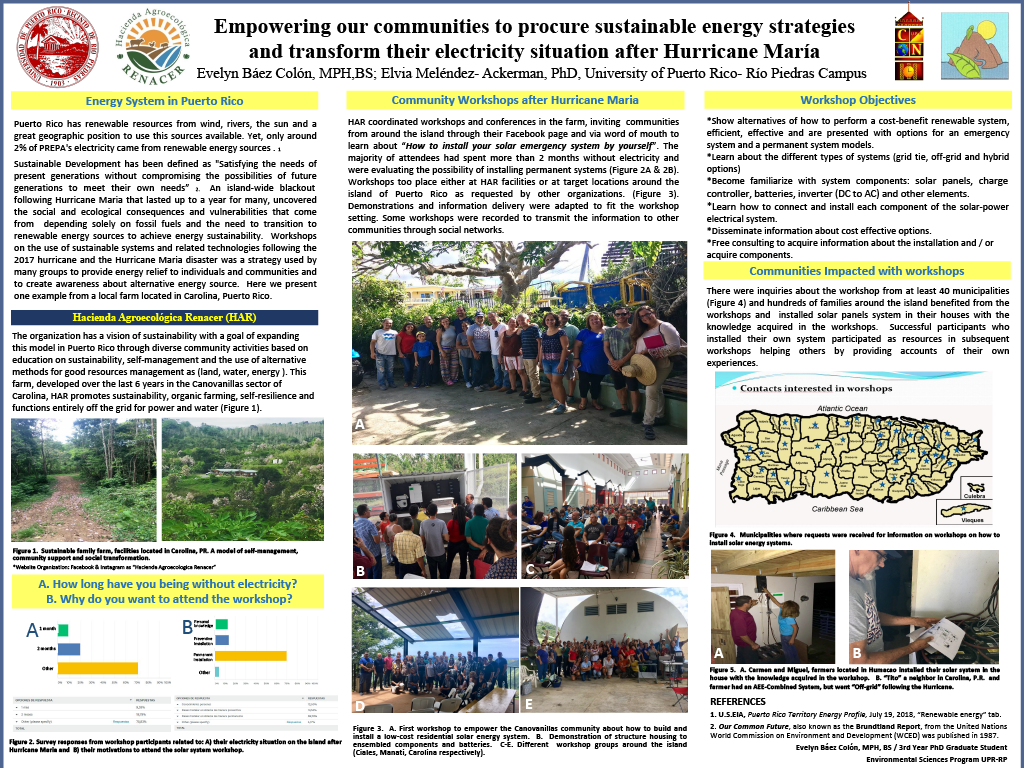 Empowering our communities to procure sustainable energy strategies
and transform their electricity situation after Hurricane María
Evelyn Báez Colón, MPH,BS; Elvia Meléndez- Ackerman, PhD, University of Puerto Rico- Río Piedras Campus
Hacienda Agroecológica
RENACER
1903
Energy System in Puerto Rico
Puerto Rico has renewable resources from wind, rivers, the sun and a
great geographic position to use this sources available. Yet, only around
2% of PREPA's electricity came from renewable energy sources . 1
Sustainable Development has been defined as "Satisfying the needs of
present generations without compromising the possibilities of future
generations to meet their own needs” 2. An island-wide blackout
following Hurricane Maria that lasted up to a year for many, uncovered
the social and ecological consequences and vulnerabilities that come
from depending solely on fossil fuels and the need to transition to
renewable energy sources to achieve energy sustainability. Workshops
on the use of sustainable systems and related technologies following the
2017 hurricane and the Hurricane Maria disaster was a strategy used by
many groups to provide energy relief to individuals and communities and
to create awareness about alternative energy source. Here we present
one example from a local farm located in Carolina, Puerto Rico.
Hacienda Agroecológica Renacer (HAR)
The organization has a vision of sustainability with a goal of expanding
this model in Puerto Rico through diverse community activities based on
education on sustainability, self-management and the use of alternative
methods for good resources management as (land, water, energy ). This
farm, developed over the last 6 years in the Canovanillas sector of
Carolina, HAR promotes sustainability, organic farming, self-resilience and
functions entirely off the grid for power and water (Figure 1).
Figure 1. Sustainable family farm, facilities located in Carolina, PR. A model of self-management,
community support and social transformation.
*Website Organization: Facebook & Instagram as "Hacienda Agroecologica Renacer"
A. How long have you being without electricity?
B. Why do you want to attend the workshop?
A
1 month
2 months
Other
B
Personal
knowledge
Preventive
installation
Permanent
installation
Other
Figure 2. Survey responses from workshop participants related to: A) their electricity situation on the island after
Hurricane Maria and B) their motivations to attend the solar system workshop.
Community Workshops after Hurricane Maria
HAR coordinated workshops and conferences in the farm, inviting communities
from around the island through their Facebook page and via word of mouth to
learn about “How to install your solar emergency system by yourself”. The
majority of attendees had spent more than 2 months without electricity and
were evaluating the possibility of installing permanent systems (Figure 2A & 2B).
Workshops too place either at HAR facilities or at target locations around the
island of Puerto Rico as requested by other organizations. (Figure 3).
Demonstrations and information delivery were adapted to fit the workshop
setting. Some workshops were recorded to transmit the information to other
communities through social networks.
A
B
C
D
E
Figure 3. A. First workshop to empower the Canovanillas community about how to build and
install a low-cost residential solar energy system. B. Demonstration of structure housing to
ensembled components and batteries. C-E. Different workshop groups around the island
(Ciales, Manati, Carolina respectively).
Workshop Objectives
*Show alternatives of how to perform a cost-benefit renewable system,
efficient, effective and are presented with options for an emergency
system and a permanent system models.
*Learn about the different types of systems (grid tie, off-grid and hybrid
options)
*Become familiarize with system components: solar panels, charge
controller, batteries, inverter (DC to AC) and other elements.
*Learn how to connect and install each component of the solar-power
electrical system.
*Disseminate information about cost effective options.
*Free consulting to acquire information about the installation and / or
acquire components.
Communities Impacted with workshops
There were inquiries about the workshop from at least 40 municipalities
(Figure 4) and hundreds of families around the island benefited from the
workshops and installed solar panels system in their houses with the
knowledge acquired in the workshops. Successful participants who
installed their own system participated as resources in subsequent
workshops helping others by providing accounts of their own
experiences.
• Contacts interested in worshops
Atlantic Ocean
Caribbean Sea
Culebra
Vieques
Figure 4. Municipalities where requests were received for information on workshops on how to
install solar energy systems.
A
B
Figure 5. A. Carmen and Miguel, farmers located in Humacao installed their solar system in the
house with the knowledge acquired in the workshop. B. “Tito” a neighbor in Carolina, P.R. and
farmer had an AEE-Combined System, but went “Off-grid” following the Hurricane.
REFERENCES
1. U.S.EIA, Puerto Rico Territory Energy Profile, July 19, 2018, “Renewable energy” tab.
2. Our Common Future, also known as the Brundtland Report, from the United Nations
World Commission on Environment and Development (WCED) was published in 1987.
Evelyn Báez Colón, MPH, BS / 3rd Year PhD Graduate Student
Environmental Sciences Program UPR-RP